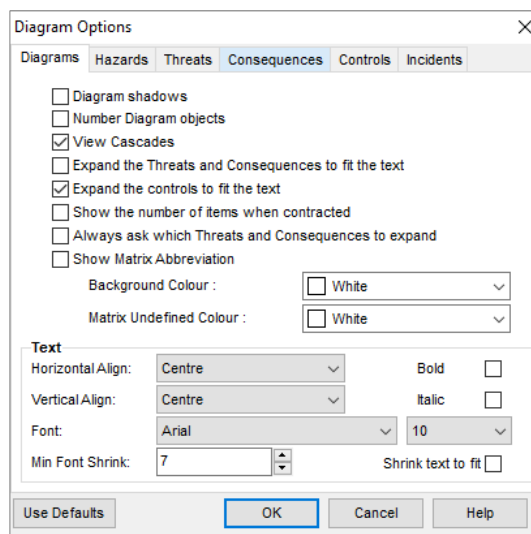 Diagram Options
Diagrams Hazards Threats Consequences Controls Incidents
Diagram shadows
Number Diagram objects
View Cascades
Expand the Threats and Consequences to fit the text
Expand the controls to fit the text
Show the number of items when contracted
Always ask which Threats and Consequences to expand
Show Matrix Abbreviation
Background Colour : White
Matrix Undefined Colour : White
Text
Horizontal Align: Centre Bold
Vertical Align: Centre Italic
Font: Arial 10
Min Font Shrink: 7 Shrink text to fit
Use Defaults OK Cancel Help